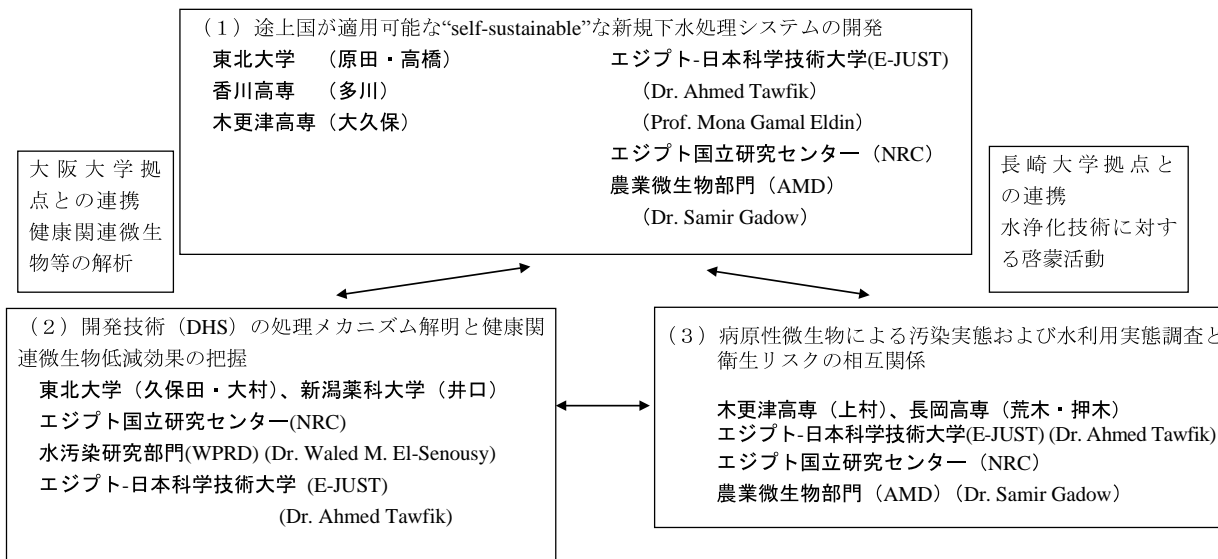 (1)途上国が適用可能な“self-sustainable”な新規下水処理システムの開発
東北大学 (原田・高橋)
香川高専 (多川)
木更津高専(大久保)
エジプト-日本科学技術大学(E-JUST)
(Dr. Ahmed Tawfik)
(Prof. Mona Gamal Eldin)
エジプト国立研究センター(NRC)
農業微生物部門(AMD)
(Dr. Samir Gadow)
大阪大学拠
点との連携
健康関連微生
物等の解析
長崎大学拠点と
の連携
水浄化技術に対す
る啓蒙活動
(2)開発技術(DHS)の処理メカニズム解明と健康関
連微生物低減効果の把握
東北大学(久保田・大村)、新潟薬科大学(井口)
エジプト国立研究センター(NRC)
水汚染研究部門(WPRD) (Dr. Waled M. El-Senousy)
エジプト-日本科学技術大学 (E-JUST)
(Dr. Ahmed Tawfik)
(3)病原性微生物による汚染実態および水利用実態調査と
衛生リスクの相互関係
木更津高専(上村)、長岡高専(荒木・押木)
エジプト-日本科学技術大学(E-JUST) (Dr. Ahmed Tawfik)
エジプト国立研究センター(NRC)
農業微生物部門(AMD)(Dr. Samir Gadow)